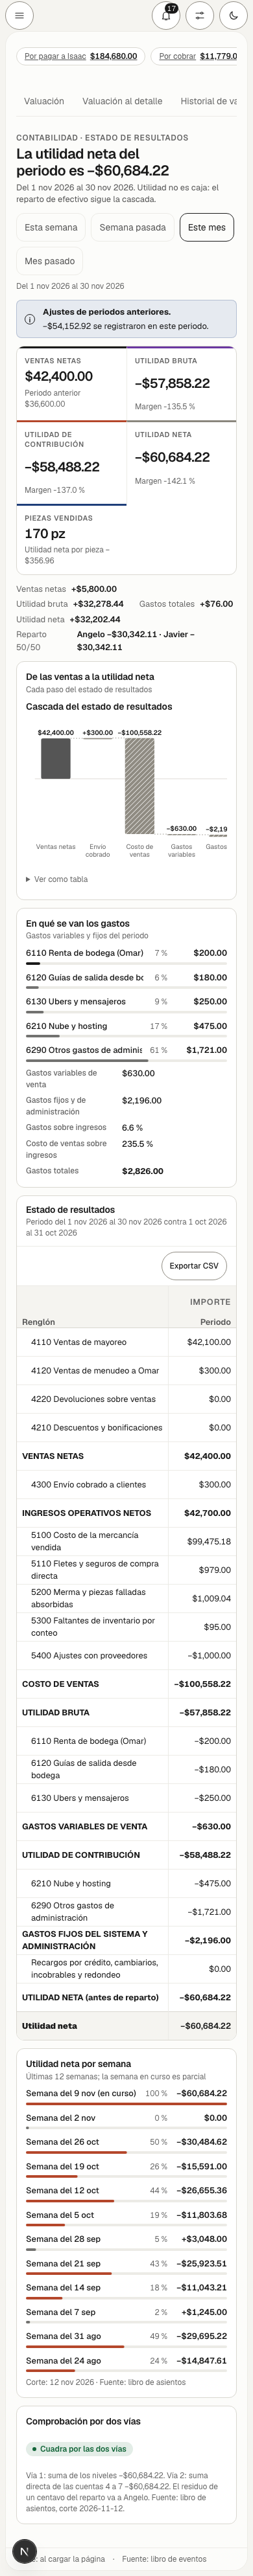 17
Por pagar a Isaac $184,680.00
Por cobrar $11,779.0
Valuación Valuación al detalle Historial de va
CONTABILIDAD · ESTADO DE RESULTADOS
La utilidad neta del
periodo es −$60,684.22
Del 1 nov 2026 al 30 nov 2026. Utilidad no es caja: el
reparto de efectivo sigue la cascada.
Esta semana
Semana pasada
Este mes
Mes pasado
Del 1 nov 2026 al 30 nov 2026
Ajustes de periodos anteriores.
−$54,152.92 se registraron en este periodo.
VENTAS NETAS
$42,400.00
Periodo anterior
$36,600.00
UTILIDAD BRUTA
−$57,858.22
Margen -135.5 %
UTILIDAD DE
CONTRIBUCIÓN
−$58,488.22
Margen -137.0 %
UTILIDAD NETA
−$60,684.22
Margen -142.1 %
PIEZAS VENDIDAS
170 pz
Utilidad neta por pieza −
$356.96
Ventas netas +$5,800.00
Utilidad bruta +$32,278.44 Gastos totales +$76.00
Utilidad neta +$32,202.44
Reparto
50/50
Angelo −$30,342.11 · Javier −
$30,342.11
De las ventas a la utilidad neta
Cada paso del estado de resultados
Cascada del estado de resultados
$42,400.00 +$300.00 −$100,558.22
−$630.00 −$2,19
Ventas netas
Envío
cobrado
Costo de
ventas
Gastos
variables
Gastos
Ver como tabla
En qué se van los gastos
Gastos variables y fijos del periodo
6110 Renta de bodega (Omar) 7 % $200.00
6120 Guías de salida desde bo 6 % $180.00
6130 Ubers y mensajeros 9 % $250.00
6210 Nube y hosting 17 % $475.00
6290 Otros gastos de adminis 61 % $1,721.00
Gastos variables de
venta
$630.00
Gastos fijos y de
administración
$2,196.00
Gastos sobre ingresos 6.6 %
Costo de ventas sobre
ingresos
235.5 %
Gastos totales $2,826.00
Estado de resultados
Periodo del 1 nov 2026 al 30 nov 2026 contra 1 oct 2026
al 31 oct 2026
Exportar CSV
IMPORTE
Renglón Periodo
4110 Ventas de mayoreo $42,100.00
4120 Ventas de menudeo a Omar $300.00
4220 Devoluciones sobre ventas $0.00
4210 Descuentos y bonificaciones $0.00
VENTAS NETAS $42,400.00
4300 Envío cobrado a clientes $300.00
INGRESOS OPERATIVOS NETOS $42,700.00
5100 Costo de la mercancía
vendida
$99,475.18
5110 Fletes y seguros de compra
directa
$979.00
5200 Merma y piezas falladas
absorbidas
$1,009.04
5300 Faltantes de inventario por
conteo
$95.00
5400 Ajustes con proveedores −$1,000.00
COSTO DE VENTAS −$100,558.22
UTILIDAD BRUTA −$57,858.22
6110 Renta de bodega (Omar) −$200.00
6120 Guías de salida desde
bodega
−$180.00
6130 Ubers y mensajeros −$250.00
GASTOS VARIABLES DE VENTA −$630.00
UTILIDAD DE CONTRIBUCIÓN −$58,488.22
6210 Nube y hosting −$475.00
6290 Otros gastos de
administración
−$1,721.00
GASTOS FIJOS DEL SISTEMA Y
ADMINISTRACIÓN
−$2,196.00
Recargos por crédito, cambiarios,
incobrables y redondeo
$0.00
UTILIDAD NETA (antes de reparto) −$60,684.22
Utilidad neta −$60,684.22
Utilidad neta por semana
Últimas 12 semanas; la semana en curso es parcial
Semana del 9 nov (en curso) 100 % −$60,684.22
Semana del 2 nov 0 % $0.00
Semana del 26 oct 50 % −$30,484.62
Semana del 19 oct 26 % −$15,591.00
Semana del 12 oct 44 % −$26,655.36
Semana del 5 oct 19 % −$11,803.68
Semana del 28 sep 5 % +$3,048.00
Semana del 21 sep 43 % −$25,923.51
Semana del 14 sep 18 % −$11,043.21
Semana del 7 sep 2 % +$1,245.00
Semana del 31 ago 49 % −$29,695.22
Semana del 24 ago 24 % −$14,847.61
Corte: 12 nov 2026 · Fuente: libro de asientos
Comprobación por dos vías
Cuadra por las dos vías
Vía 1: suma de los niveles −$60,684.22. Vía 2: suma
directa de las cuentas 4 a 7 −$60,684.22. El residuo de
un centavo del reparto va a Angelo. Fuente: libro de
asientos, corte 2026-11-12.
N
al cargar la página · Fuente: libro de eventos